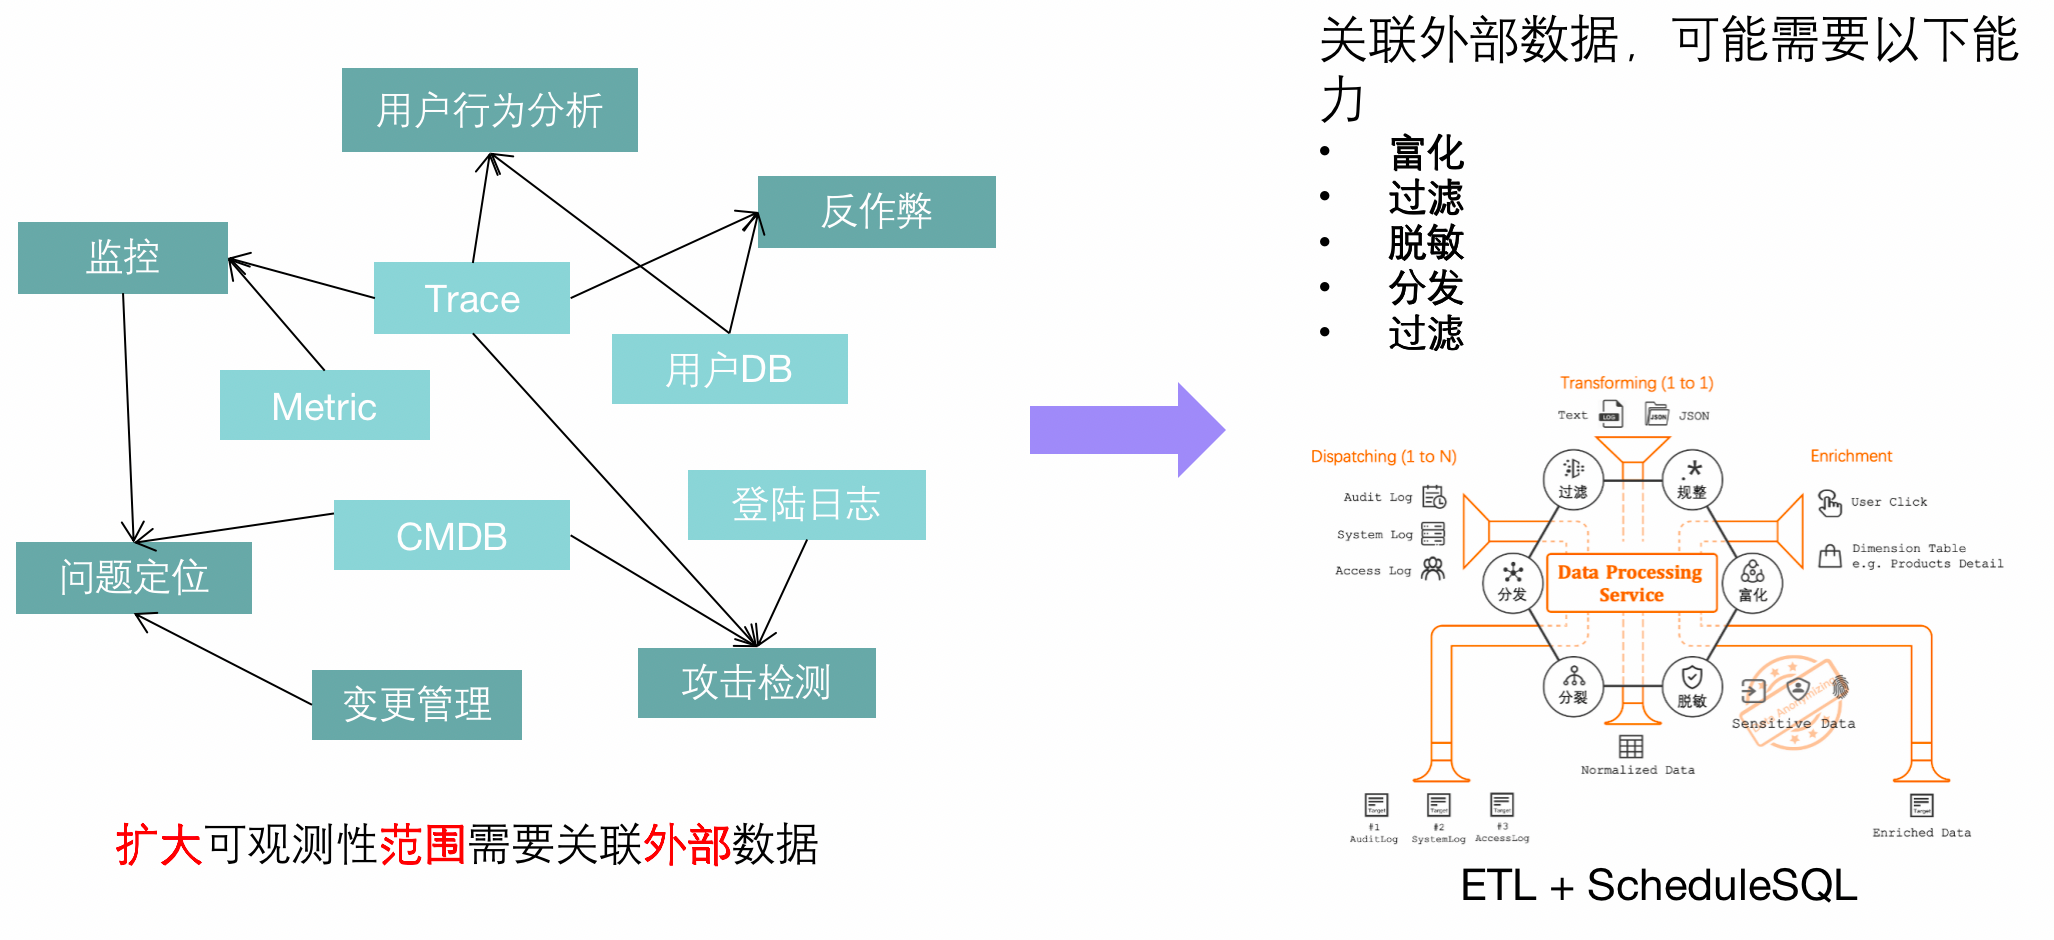 用户行为分析
反作弊
监控
Trace
用户DB
Metric
登陆日志
CMDB
问题定位
攻击检测
变更管理
扩大可观测性范围需要关联外部数据
关联外部数据，可能需要以下能
力
• 富化
• 过滤
• 脱敏
• 分发
• 过滤
Transforming (1 to 1)
Text
LOG
JSON
JSON
Dispatching (1 to N)
Enrichment
Audit Log
System Log
Access Log
User Click
Dimension Table
e.g. Products Detail
过滤
规整
分发
富化
分裂
脱敏
Data Processing
Service
Sensitive Data
Normalized Data
Target
Target
Target
Target
#1
AuditLog
#2
SystemLog
#3
AccessLog
Enriched Data
ETL + ScheduleSQL